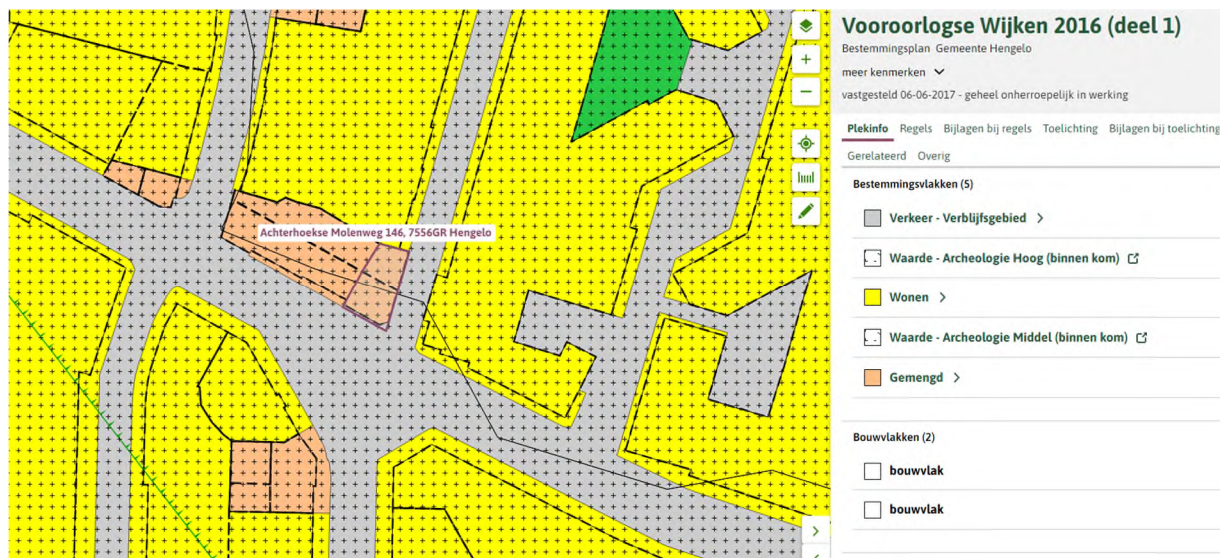 Achterhoekse Molenweg 146, 7556GR Hengelo
Vooroorlogse Wijken 2016 (deel 1)
Bestemmingsplan Gemeente Hengelo
meer kenmerken
vastgesteld 06-06-2017 - geheel onherroepelijk in werking
Plekinfo Regels Bijlagen bij regels Toelichting Bijlagen bij toelichting
Gerelateerd Overig
Bestemmingsvlakken (5)
Verkeer - Verblijfsgebied
Waarde - Archeologie Hoog (binnen kom)
Wonen
Waarde - Archeologie Middel (binnen kom)
Gemengd
Bouwvlakken (2)
bouwvlak
bouwvlak